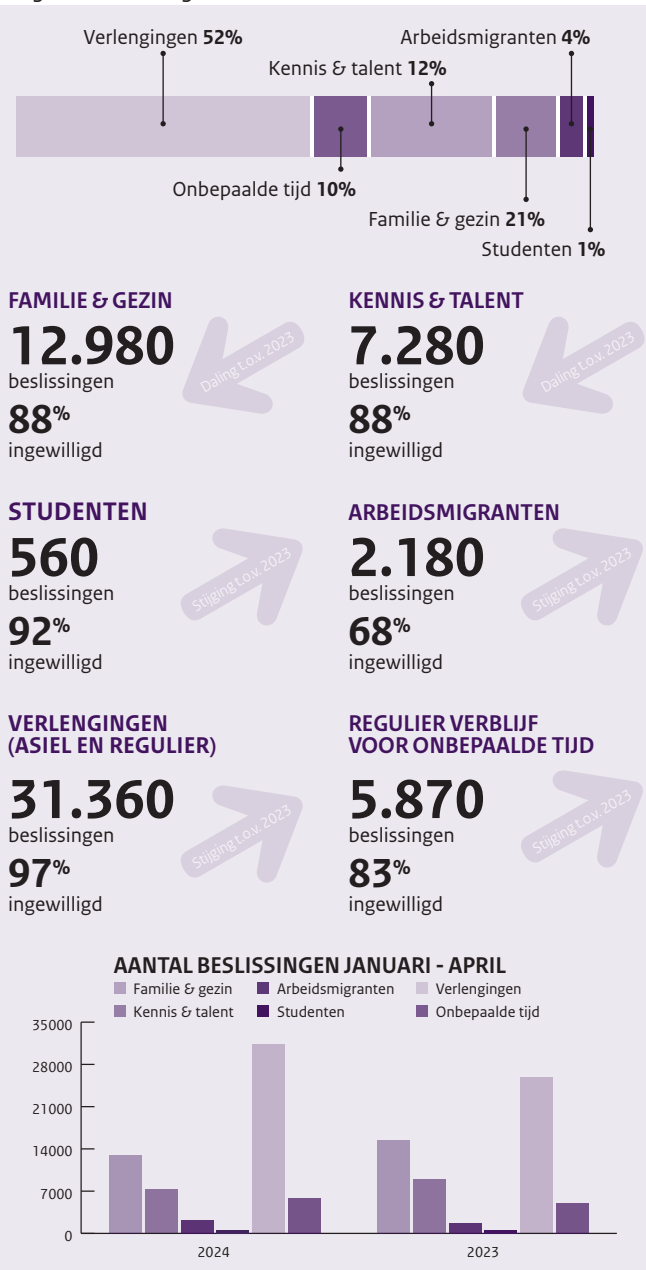 Verlengingen 52%
Arbeidsmigranten 4%
Kennis & talent 12%
Onbepaalde tijd 10%
Familie & gezin 21%
Studenten 1%
FAMILIE & GEZIN
12.980
beslissingen
88%
ingewilligd
Daling t.o.v. 2023
KENNIS & TALENT
7.280
beslissingen
88%
ingewilligd
Daling t.o.v. 2023
STUDENTEN
560
beslissingen
92%
ingewilligd
Stijging t.o.v. 2023
ARBEIDSMIGRANTEN
2.180
beslissingen
68%
ingewilligd
Stijging t.o.v. 2023
VERLENGINGEN
(ASIEL EN REGULIER)
31.360
beslissingen
97%
ingewilligd
Stijging t.o.v. 2023
REGULIER VERBLIJF
VOOR ONBEPAALDE TIJD
5.870
beslissingen
83%
ingewilligd
Stijging t.o.v. 2023
AANTAL BESLISSINGEN JANUARI - APRIL
Familie & gezin Arbeidsmigranten Verlengingen
Kennis & talent Studenten Onbepaalde tijd
35000
28000
21000
14000
7000
0
2024 2023